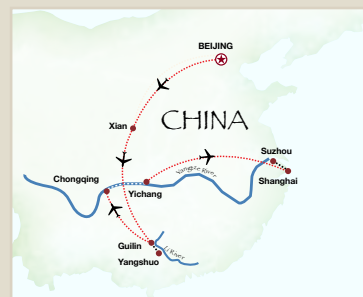 BEIJING
Xian
CHINA
Suzhou
Shanghai
Chongqing
Yangtze River
Yichang
Guilin
Li River
Yangshuo